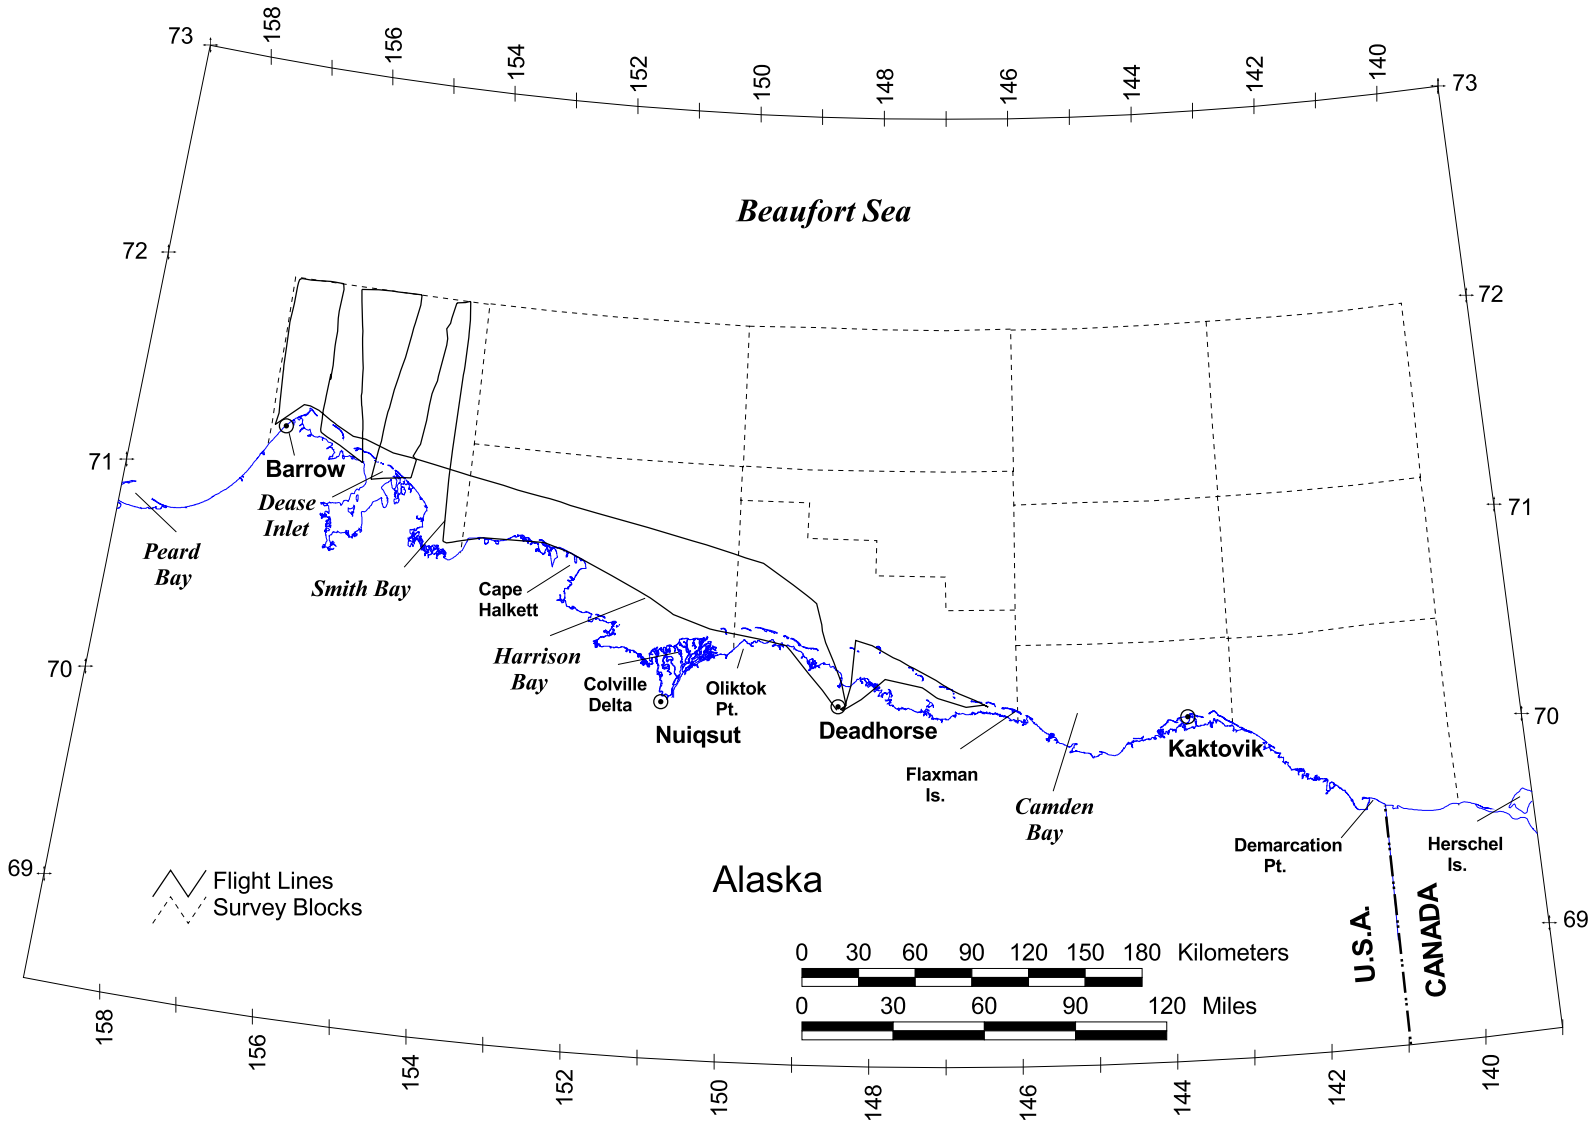 158
156
154
152
150
148
146
144
142
140
73
73
Beaufort Sea
72
72
71
71
Barrow
Dease
Inlet
Peard
Bay
Smith Bay
Cape
Halkett
Harrison
Bay
70
70
Colville
Delta
Oliktok
Pt.
Nuiqsut
Deadhorse
Kaktovik
Flaxman
Is.
Camden
Bay
Demarcation
Pt.
Herschel
Is.
69
69
Flight Lines
Survey Blocks
Alaska
U.S.A.
CANADA
0 30 60 90 120 150 180 Kilometers
0 30 60 90 120 Miles
158
156
154
152
150
148
146
144
142
140